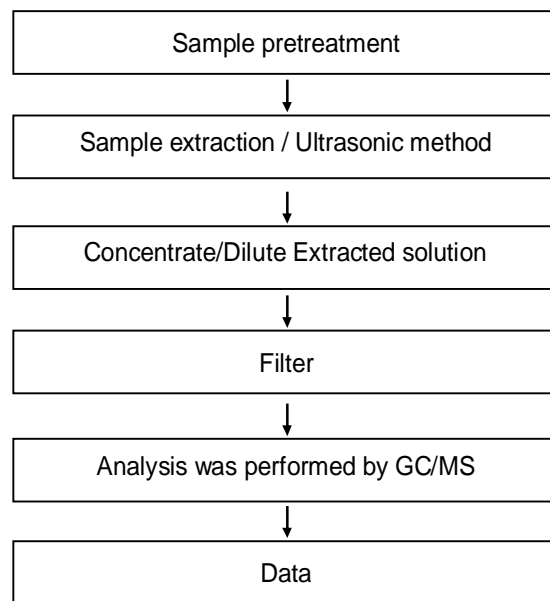 Sample pretreatment
Sample extraction / Ultrasonic method
Concentrate/Dilute Extracted solution
Filter
Analysis was performed by GC/MS
Data